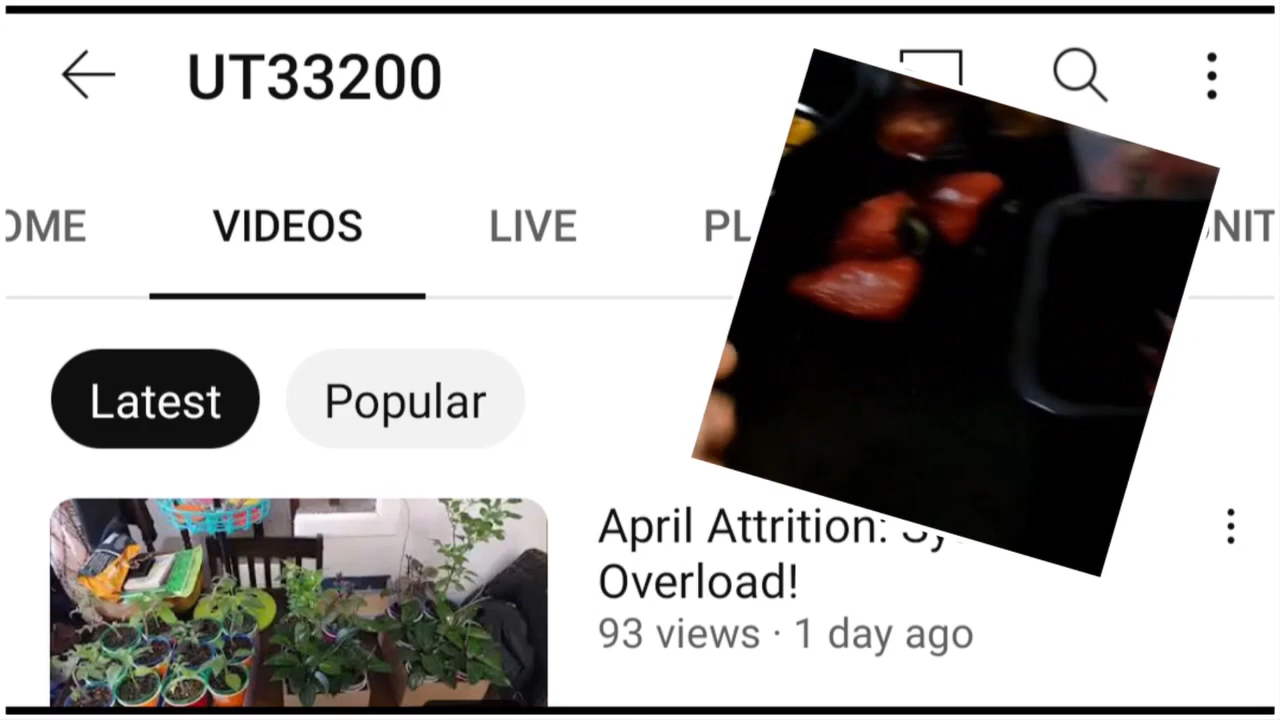 UT33200
OME VIDEOS LIVE PL NIT
Latest Popular
April Attrition:
Overload!
93 views · 1 day ago